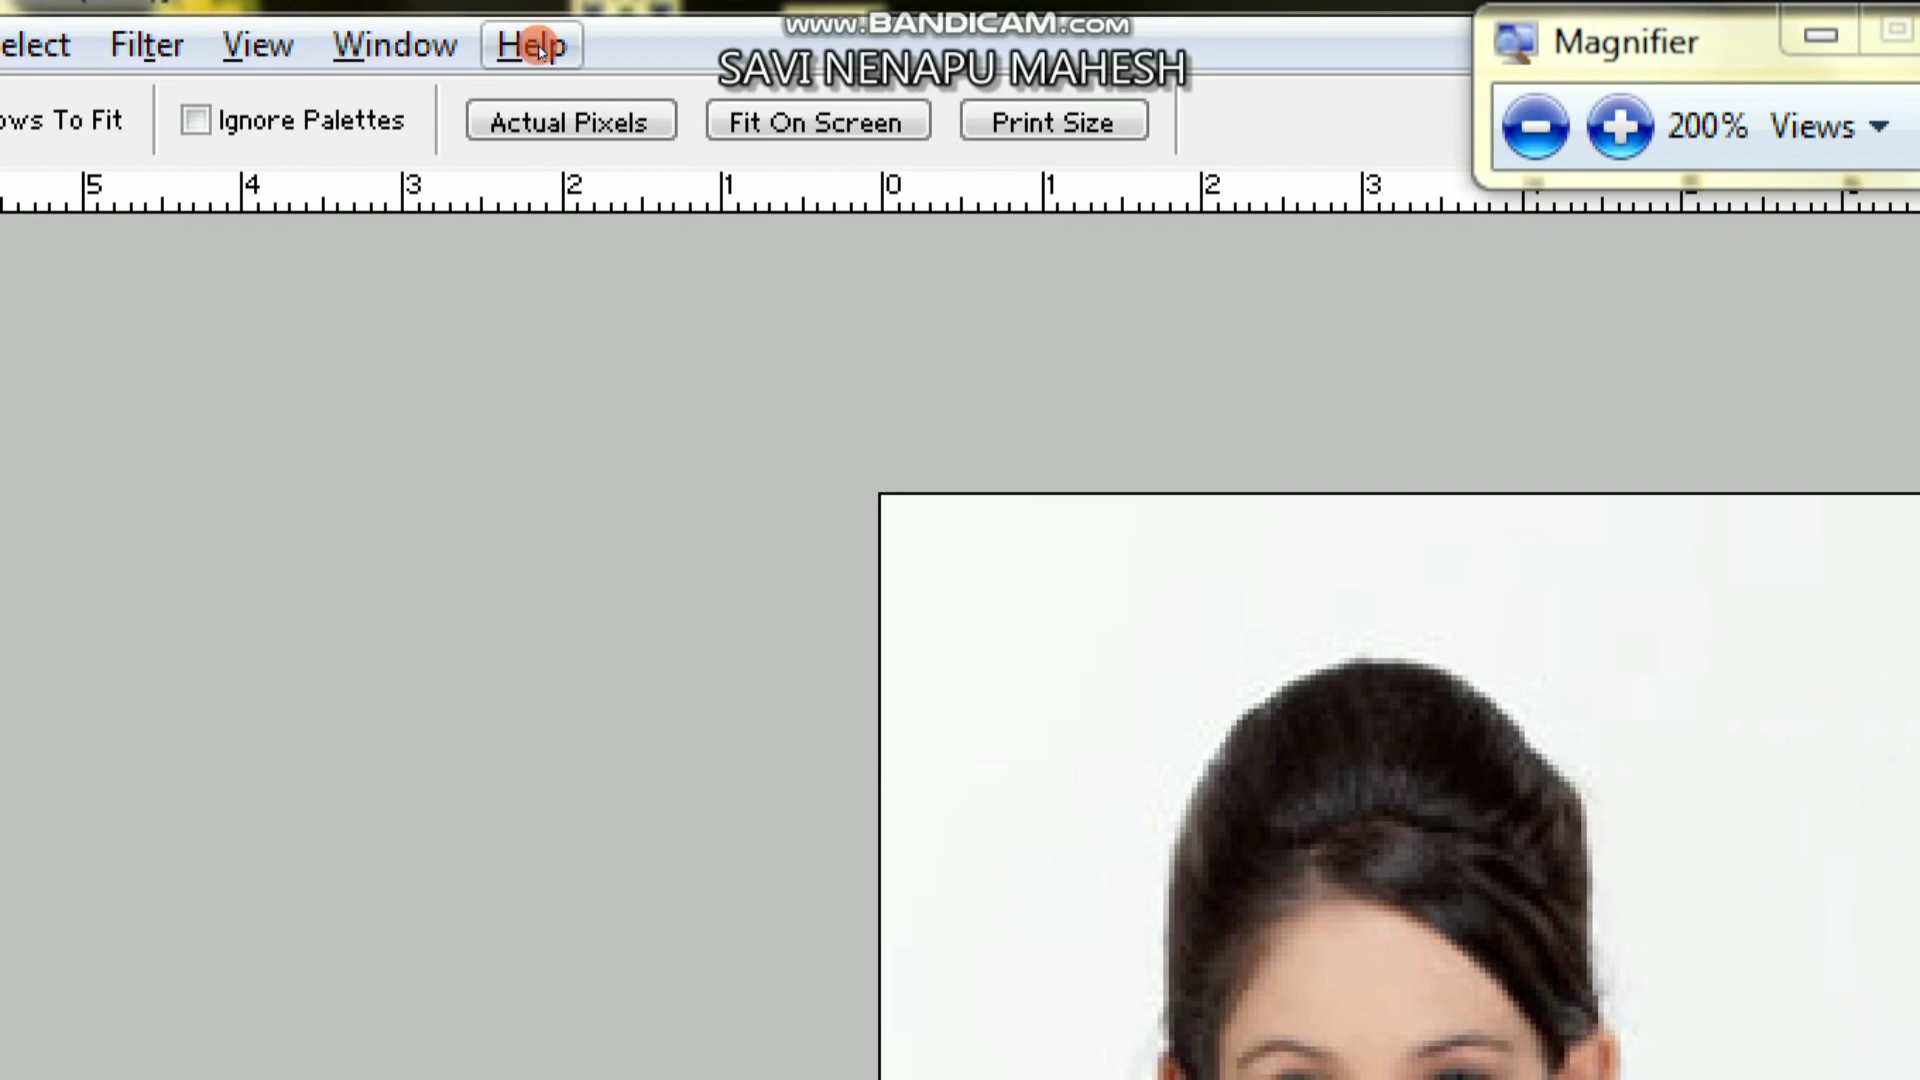 www.BANDICAM.com
elect Filter View Window Help
SAVI NENAPU MAHESH
Magnifier
ows To Fit Ignore Palettes Actual Pixels Fit On Screen Print Size
200% Views
5 4 3 2 1 0 1 2 3